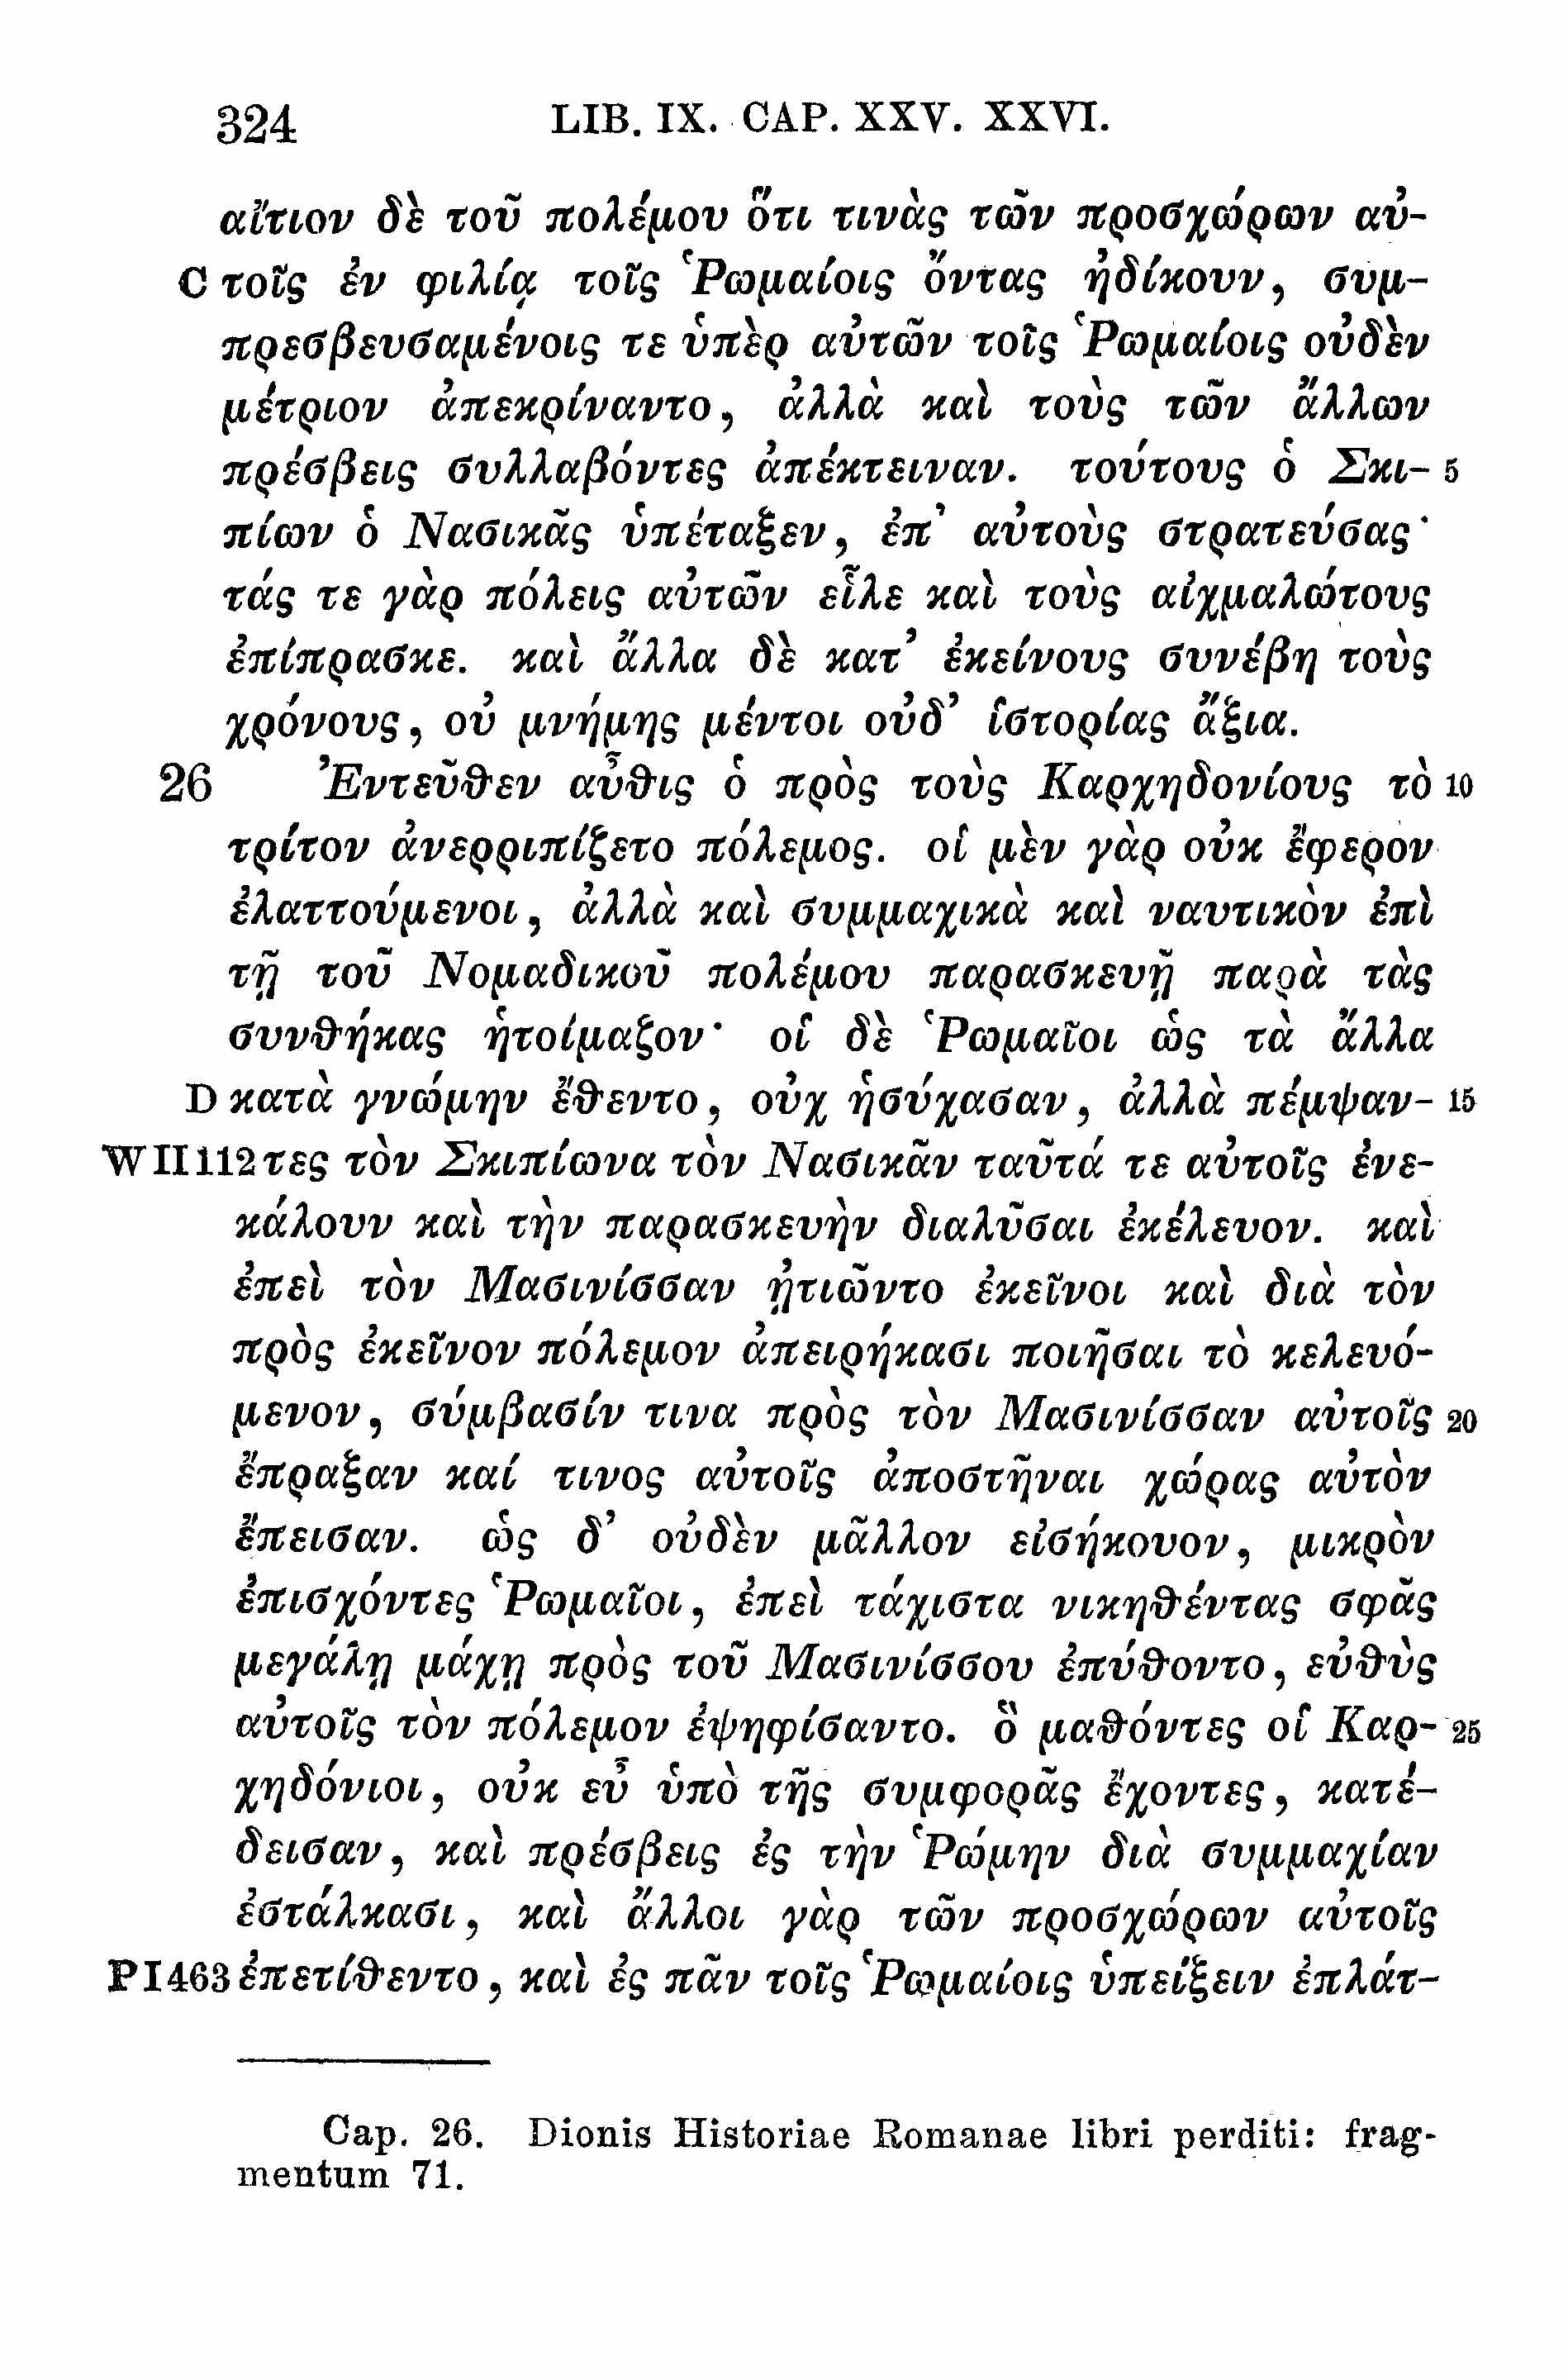 324 LIB. IX. CAP. XXV. XXVI.
αἴτιον δὲ τοῦ πολέμου ὅτι τινὰς τῶν προσχώρων αὐ-
C τοῖς ἐν φιλίᾳ τοῖς Ῥωμαίοις ὄντας ἠδίκουν, συμ-
πρεσβευσαμένοις τε ὑπὲρ αὐτῶν τοῖς Ῥωμαίοις οὐδὲν
μέτριον ἀπεκρίναντο, ἀλλὰ καὶ τοὺς τῶν ἄλλων
πρέσβεις συλλαβόντες ἀπέκτειναν. τούτους ὁ Σκι- 5
πίων ὁ Νασικᾶς ὑπέταξεν, ἐπ' αὐτοὺς στρατεύσας·
τάς τε γὰρ πόλεις αὐτῶν εἷλε καὶ τοὺς αἰχμαλώτους
ἐπίπρασκε. καὶ ἄλλα δὲ κατ' ἐκείνους συνέβη τοὺς
χρόνους, οὐ μνήμης μέντοι οὐδ' ἱστορίας ἄξια.
26 Ἐντεῦθεν αὖθις ὁ πρὸς τοὺς Καρχηδονίους τὸ 10
τρίτον ἀνερριπίζετο πόλεμος. οἱ μὲν γὰρ οὐκ ἔφερον
ἐλαττούμενοι, ἀλλὰ καὶ συμμαχικὰ καὶ ναυτικὸν ἐπὶ
τῇ τοῦ Νομαδικοῦ πολέμου παρασκευῇ παρὰ τὰς
συνθήκας ἡτοίμαζον· οἱ δὲ Ῥωμαῖοι ὡς τὰ ἄλλα
D κατὰ γνώμην ἔθεντο, οὐχ ἡσύχασαν, ἀλλὰ πέμψαν- 15
W II 112 τες τὸν Σκιπίωνα τὸν Νασικᾶν ταῦτά τε αὐτοῖς ἐνε-
κάλουν καὶ τὴν παρασκευὴν διαλῦσαι ἐκέλευον. καὶ
ἐπεὶ τὸν Μασινίσσαν ᾐτιῶντο ἐκεῖνοι καὶ διὰ τὸν
πρὸς ἐκεῖνον πόλεμον ἀπειρήκασι ποιῆσαι τὸ κελευό-
μενον, σύμβασίν τινα πρὸς τὸν Μασινίσσαν αὐτοῖς 20
ἔπραξαν καί τινος αὐτοῖς ἀποστῆναι χώρας αὐτὸν
ἔπεισαν. ὡς δ' οὐδὲν μᾶλλον εἰσήκουον, μικρὸν
ἐπισχόντες Ῥωμαῖοι, ἐπεὶ τάχιστα νικηθέντας σφᾶς
μεγάλῃ μάχῃ πρὸς τοῦ Μασινίσσου ἐπύθοντο, εὐθὺς
αὐτοῖς τὸν πόλεμον ἐψηφίσαντο. ὃ μαθόντες οἱ Καρ- 25
χηδόνιοι, οὐκ εὖ ὑπὸ τῆς συμφορᾶς ἔχοντες, κατέ-
δεισαν, καὶ πρέσβεις ἐς τὴν Ῥώμην διὰ συμμαχίαν
ἐστάλκασι, καὶ ἄλλοι γὰρ τῶν προσχώρων αὐτοῖς
P I 463 ἐπετίθεντο, καὶ ἐς πᾶν τοῖς Ῥωμαίοις ὑπείξειν ἐπλάτ-
Cap. 26. Dionis Historiae Romanae libri perditi: frag-
mentum 71.